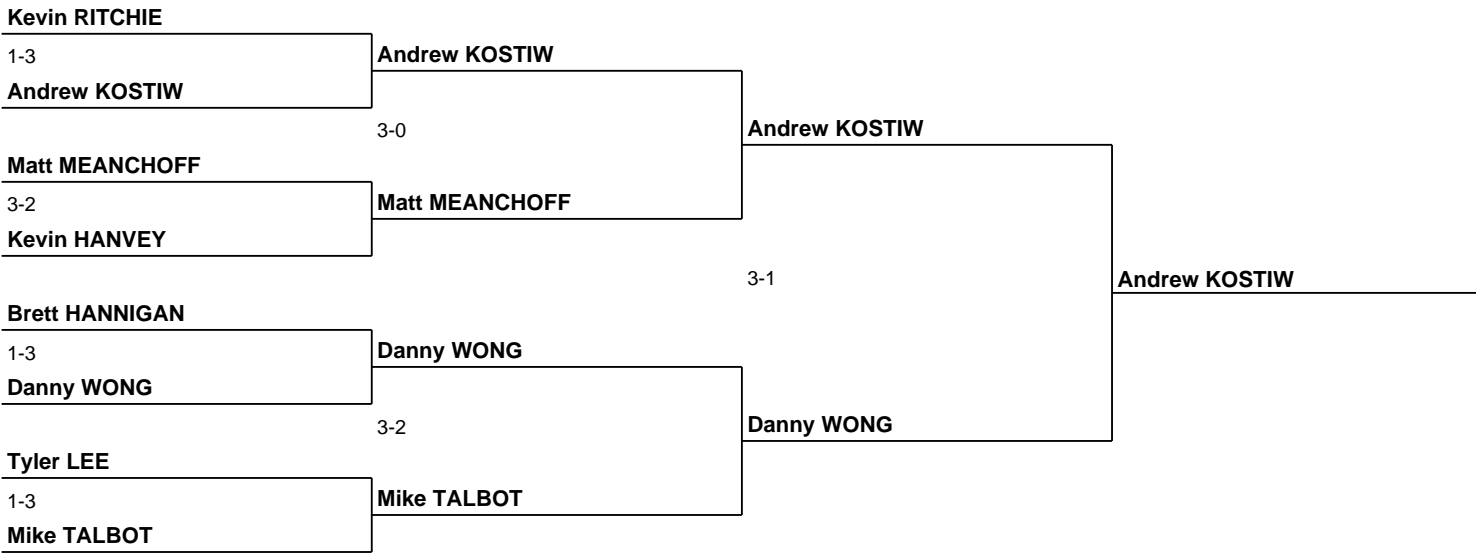 Kevin RITCHIE
1-3
Andrew KOSTIW
Andrew KOSTIW
3-0
Matt MEANCHOFF
3-2
Kevin HANVEY
Matt MEANCHOFF
Andrew KOSTIW
3-1
Andrew KOSTIW
Brett HANNIGAN
1-3
Danny WONG
Danny WONG
3-2
Danny WONG
Tyler LEE
1-3
Mike TALBOT
Mike TALBOT